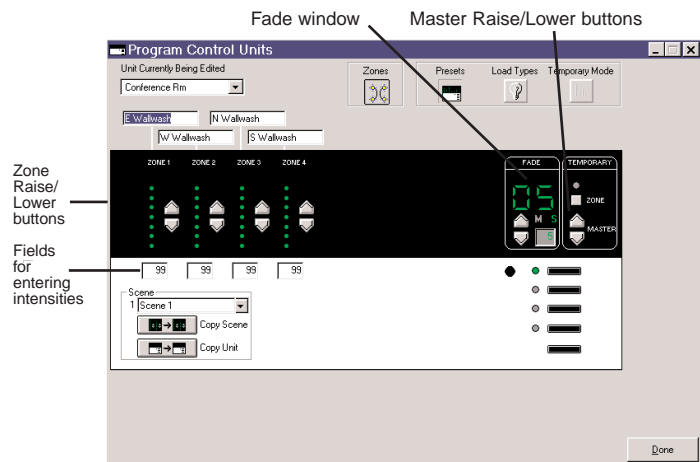 Fade window
Master Raise/Lower buttons
Program Control Units
Unit Currently Being Edited
Conference Rm
Zones
Presets
Load Types
Temporary Mode
E Wallwash
N Wallwash
W Wallwash
S Wallwash
ZONE 1
ZONE 2
ZONE 3
ZONE 4
FADE
TEMPORARY
05
ZONE
M S
5
MASTER
Zone
Raise/
Lower
buttons
Fields
for
entering
intensities
99 99 99 99
Scene
1 Scene 1
Copy Scene
Copy Unit
Done